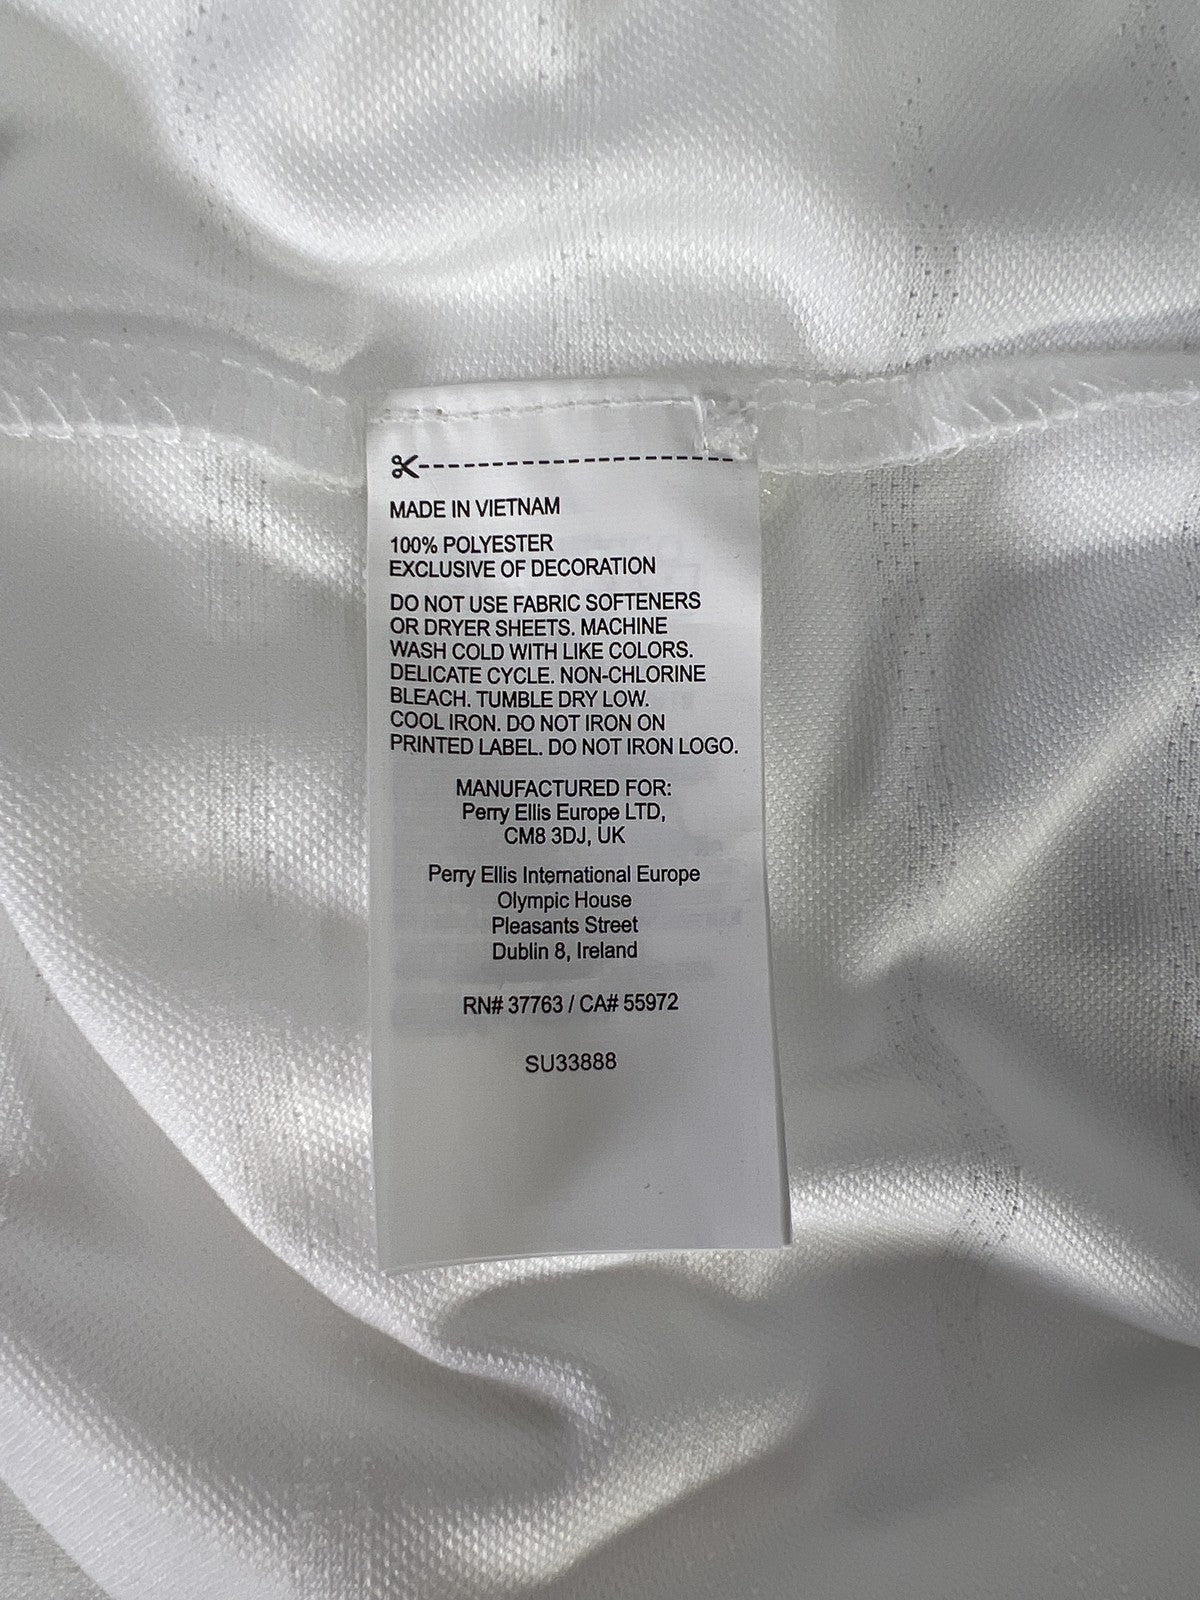 MADE IN VIETNAM
100% POLYESTER
EXCLUSIVE OF DECORATION
DO NOT USE FABRIC SOFTENERS
OR DRYER SHEETS. MACHINE
WASH COLD WITH LIKE COLORS.
DELICATE CYCLE. NON-CHLORINE
BLEACH. TUMBLE DRY LOW.
COOL IRON. DO NOT IRON ON
PRINTED LABEL. DO NOT IRON LOGO.
MANUFACTURED FOR:
Perry Ellis Europe LTD,
CM8 3DJ, UK
Perry Ellis International Europe
Olympic House
Pleasants Street
Dublin 8, Ireland
RN# 37763 / CA# 55972
SU33888